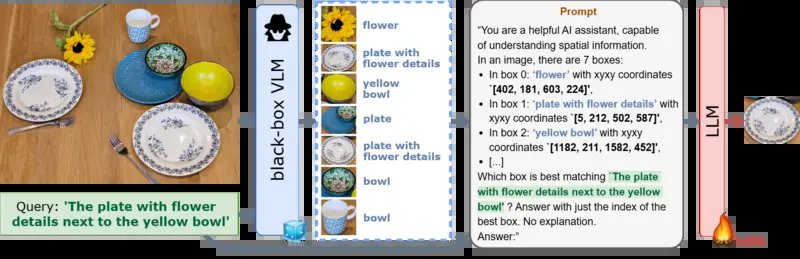 Query: 'The plate with flower
details next to the yellow bowl'
black-box VLM
flower
plate with
flower details
yellow
bowl
plate
plate with
flower details
bowl
bowl
Prompt
“You are a helpful AI assistant, capable
of understanding spatial information.
In an image, there are 7 boxes:
• In box 0: ‘flower’ with xyxy coordinates
`[402, 181, 603, 224]',
• In box 1: ‘plate with flower details’ with
xyxy coordinates `[5, 212, 502, 587]',
• In box 2: ‘yellow bowl’ with xyxy
coordinates `[1182, 211, 1582, 452]',
• [...]
Which box is best matching `The plate
with flower details next to the yellow
bowl' ? Answer with just the index of the
best box. No explanation.
Answer:”
LLM